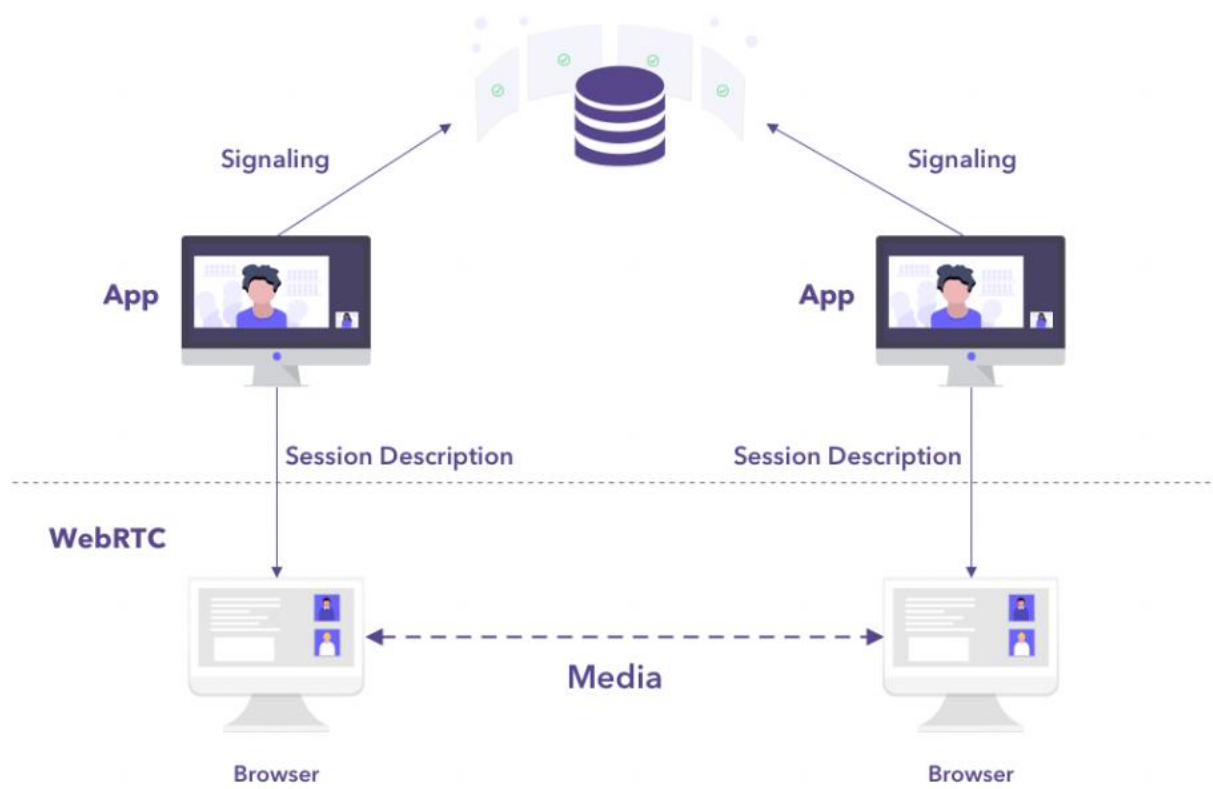 Signaling
Signaling
App
App
Session Description
Session Description
WebRTC
Media
Browser
Browser